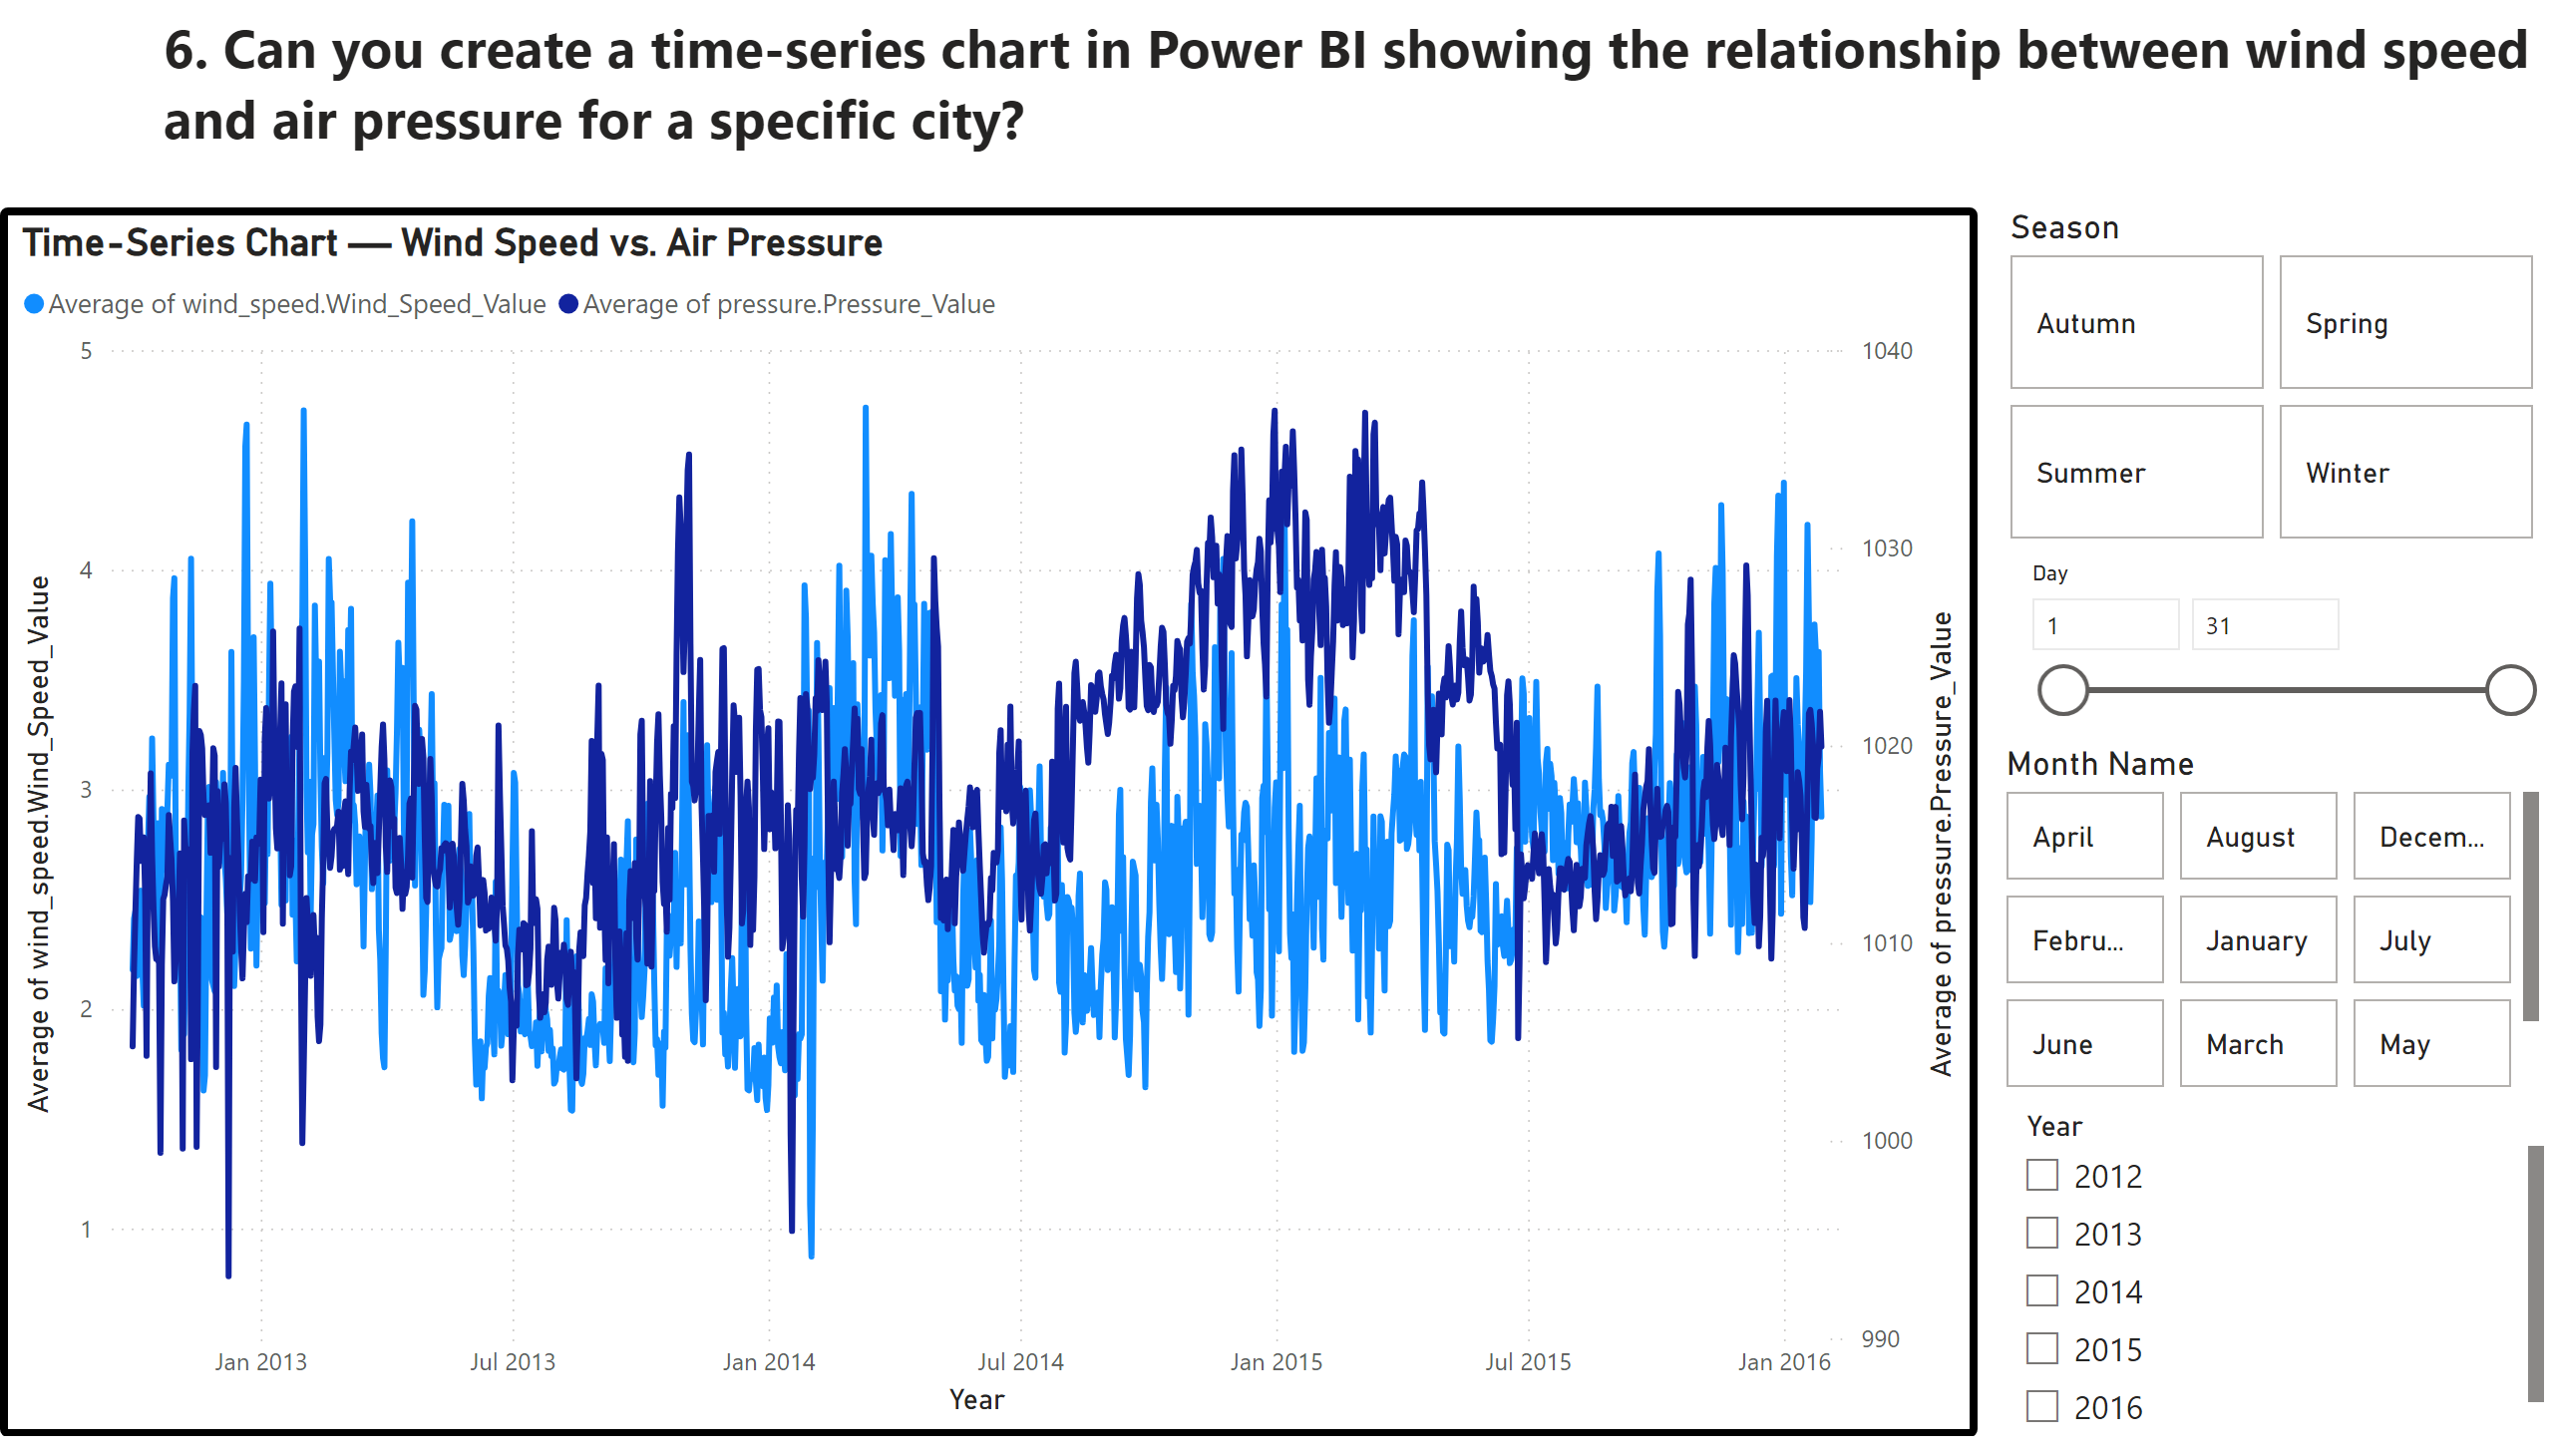 6. Can you create a time-series chart in Power BI showing the relationship between wind speed
and air pressure for a specific city?
Time-Series Chart — Wind Speed vs. Air Pressure
Average of wind_speed.Wind_Speed_Value Average of pressure.Pressure_Value
Average of wind_speed.Wind_Speed_Value
5
4
3
2
1
1040
1030
1020
1010
1000
990
Average of pressure.Pressure_Value
Jan 2013 Jul 2013 Jan 2014 Jul 2014 Jan 2015 Jul 2015 Jan 2016
Year
Season
Autumn Spring
Summer Winter
Day
1 31
Month Name
April August Decem...
Febru... January July
June March May
Year
2012
2013
2014
2015
2016